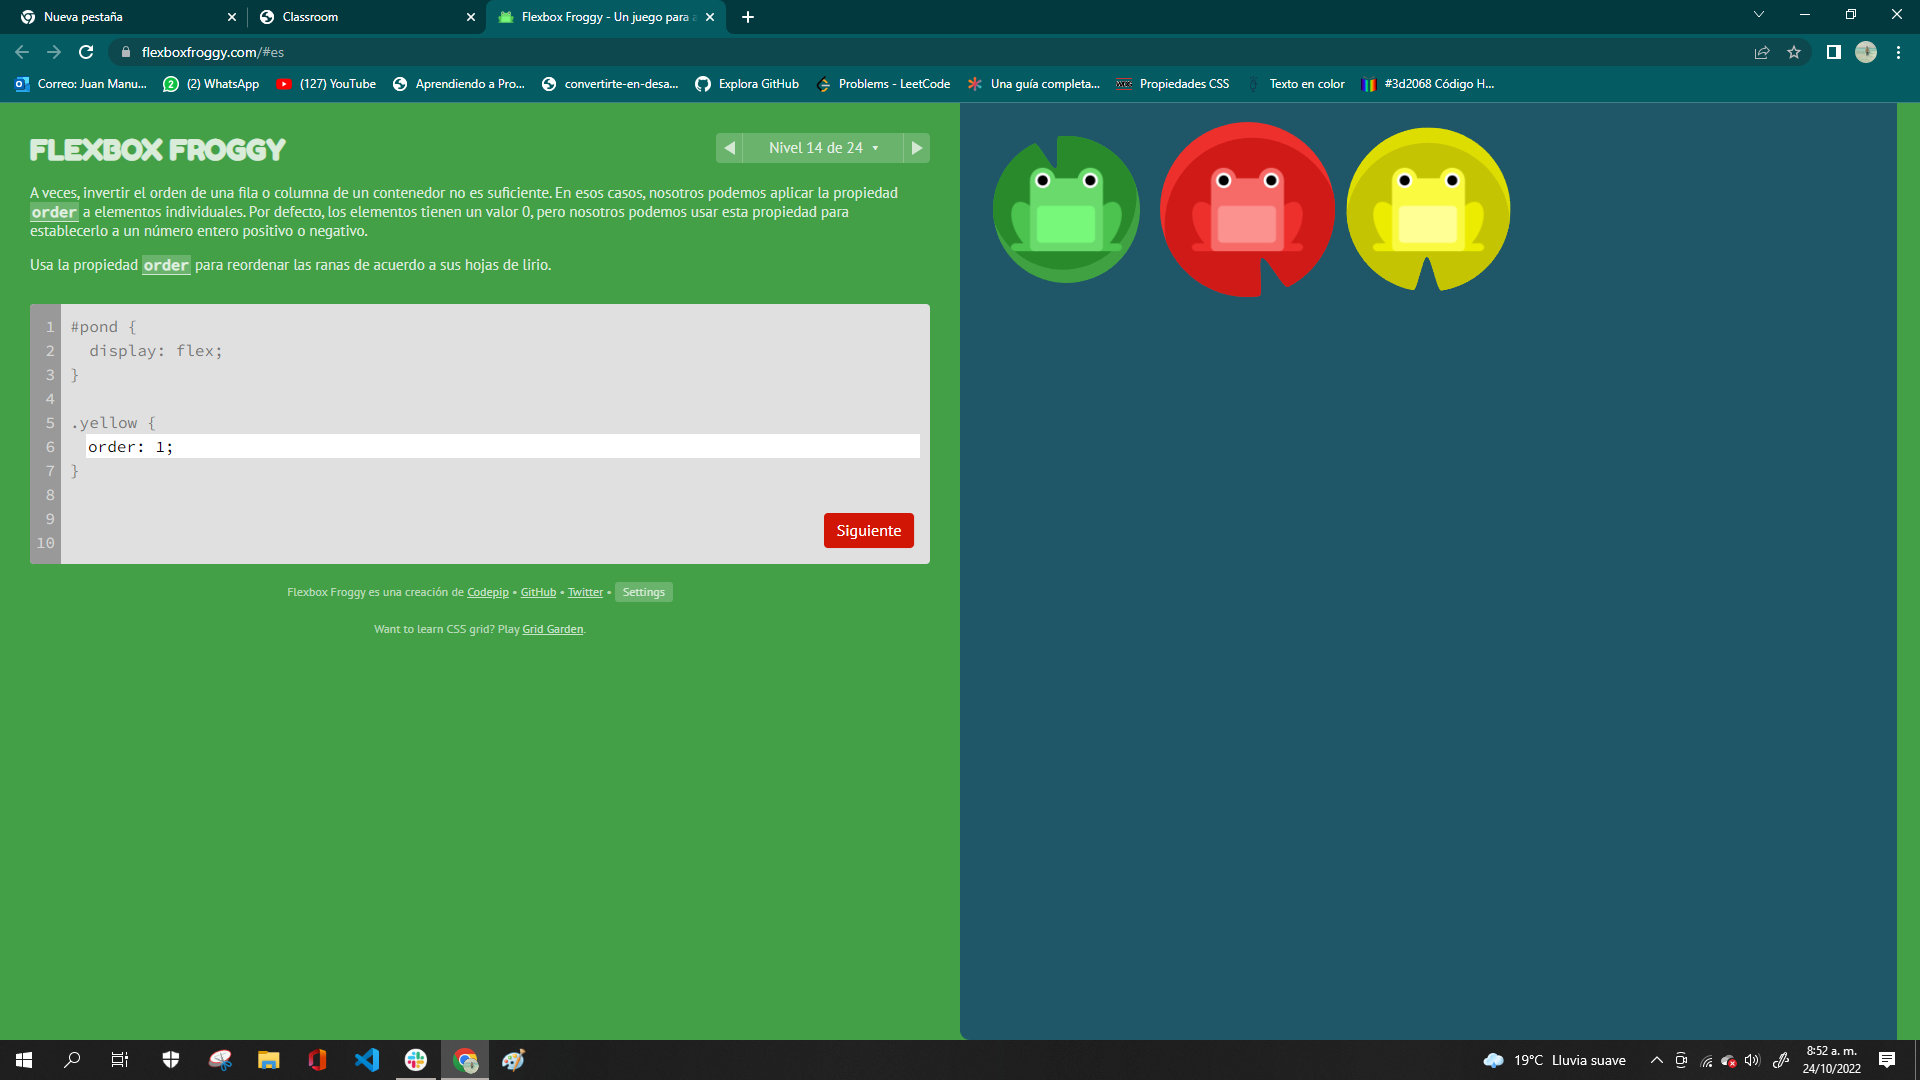 Nueva pestaña
Classroom
Flexbox Froggy - Un juego para a
flexboxfroggy.com/#es
Correo: Juan Manu...
(2) WhatsApp
(127) YouTube
Aprendiendo a Pro...
convertirte-en-desa...
Explora GitHub
Problems - LeetCode
Una guía completa...
Propiedades CSS
Texto en color
#3d2068 Código H...
FLEXBOX FROGGY
Nivel 14 de 24
A veces, invertir el orden de una fila o columna de un contenedor no es suficiente. En esos casos, nosotros podemos aplicar la propiedad
order a elementos individuales. Por defecto, los elementos tienen un valor 0, pero nosotros podemos usar esta propiedad para
establecerlo a un número entero positivo o negativo.
Usa la propiedad order para reordenar las ranas de acuerdo a sus hojas de lirio.
1 #pond {
2 display: flex;
3 }
4
5 .yellow {
6 order: 1;
7 }
8
9
10
Siguiente
Flexbox Froggy es una creación de Codepip • GitHub • Twitter • Settings
Want to learn CSS grid? Play Grid Garden.
19°C Lluvia suave
8:52 a. m.
24/10/2022